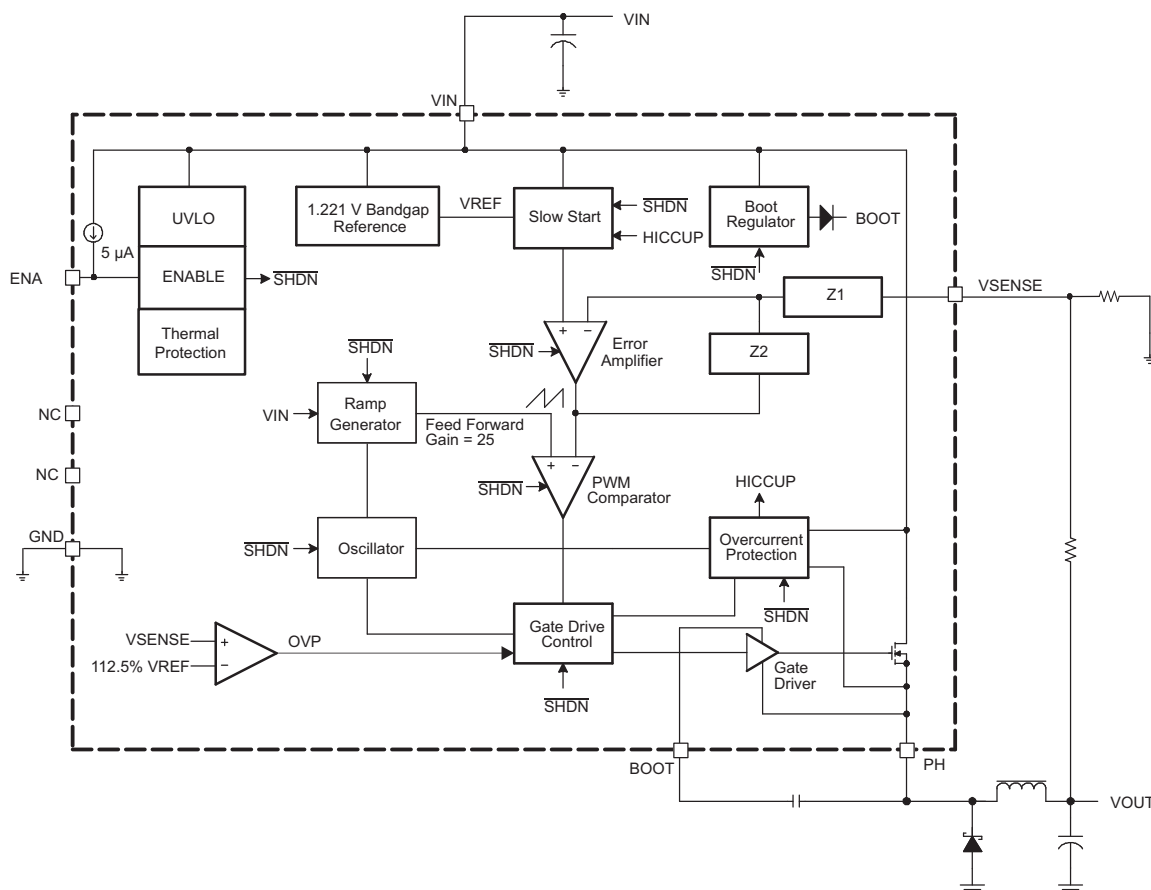 VIN
VIN
UVLO
1.221 V Bandgap
Reference
VREF
Slow Start
SHDN
HICCUP
Boot
Regulator
BOOT
SHDN
5 µA
ENA
ENABLE
SHDN
Thermal
Protection
Z1
VSENSE
Z2
+ −
SHDN
Error
Amplifier
SHDN
VIN
Ramp
Generator
Feed Forward
Gain = 25
NC
NC
+ −
SHDN
PWM
Comparator
HICCUP
GND
SHDN
Oscillator
Overcurrent
Protection
SHDN
VSENSE
+
112.5% VREF
−
OVP
Gate Drive
Control
SHDN
Gate
Driver
BOOT
PH
VOUT